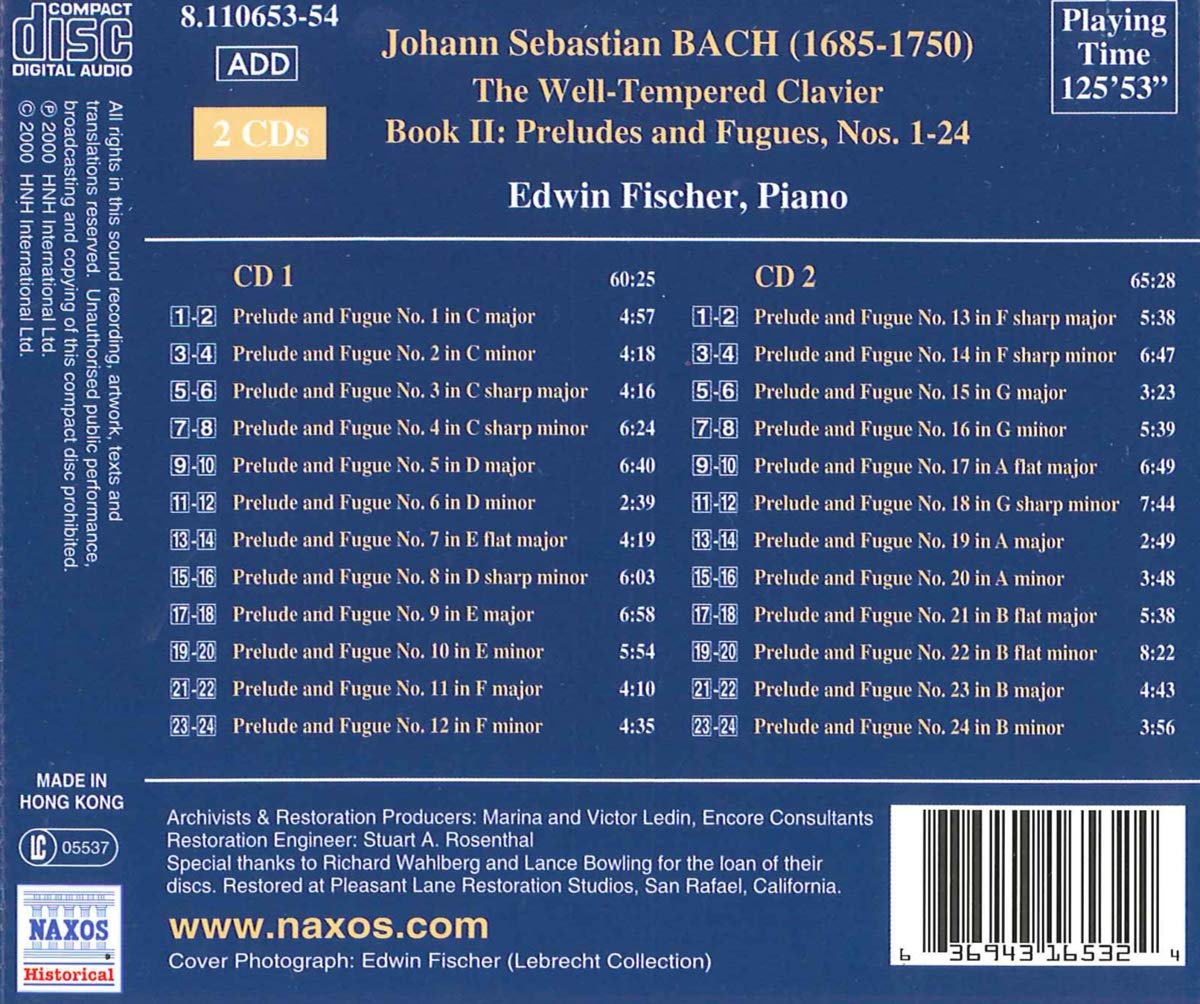 COMPACT
disc
DIGITAL AUDIO
8.110653-54
ADD
2 CDs
Johann Sebastian BACH (1685-1750)
The Well-Tempered Clavier
Book II: Preludes and Fugues, Nos. 1-24
Edwin Fischer, Piano
Playing
Time
125’53”
All rights in this sound recording, artwork, texts and
translations reserved. Unauthorised public performance,
broadcasting and copying of this compact disc prohibited.
℗ 2000 HNH International Ltd.
© 2000 HNH International Ltd.
CD 1 60:25
1-2 Prelude and Fugue No. 1 in C major 4:57
3-4 Prelude and Fugue No. 2 in C minor 4:18
5-6 Prelude and Fugue No. 3 in C sharp major 4:16
7-8 Prelude and Fugue No. 4 in C sharp minor 6:24
9-10 Prelude and Fugue No. 5 in D major 6:40
11-12 Prelude and Fugue No. 6 in D minor 2:39
13-14 Prelude and Fugue No. 7 in E flat major 4:19
15-16 Prelude and Fugue No. 8 in D sharp minor 6:03
17-18 Prelude and Fugue No. 9 in E major 6:58
19-20 Prelude and Fugue No. 10 in E minor 5:54
21-22 Prelude and Fugue No. 11 in F major 4:10
23-24 Prelude and Fugue No. 12 in F minor 4:35
CD 2 65:28
1-2 Prelude and Fugue No. 13 in F sharp major 5:38
3-4 Prelude and Fugue No. 14 in F sharp minor 6:47
5-6 Prelude and Fugue No. 15 in G major 3:23
7-8 Prelude and Fugue No. 16 in G minor 5:39
9-10 Prelude and Fugue No. 17 in A flat major 6:49
11-12 Prelude and Fugue No. 18 in G sharp minor 7:44
13-14 Prelude and Fugue No. 19 in A major 2:49
15-16 Prelude and Fugue No. 20 in A minor 3:48
17-18 Prelude and Fugue No. 21 in B flat major 5:38
19-20 Prelude and Fugue No. 22 in B flat minor 8:22
21-22 Prelude and Fugue No. 23 in B major 4:43
23-24 Prelude and Fugue No. 24 in B minor 3:56
MADE IN
HONG KONG
LC 05537
NAXOS
Historical
Archivists & Restoration Producers: Marina and Victor Ledin, Encore Consultants
Restoration Engineer: Stuart A. Rosenthal
Special thanks to Richard Wahlberg and Lance Bowling for the loan of their
discs. Restored at Pleasant Lane Restoration Studios, San Rafael, California.
www.naxos.com
Cover Photograph: Edwin Fischer (Lebrecht Collection)
6 36943 16532 4